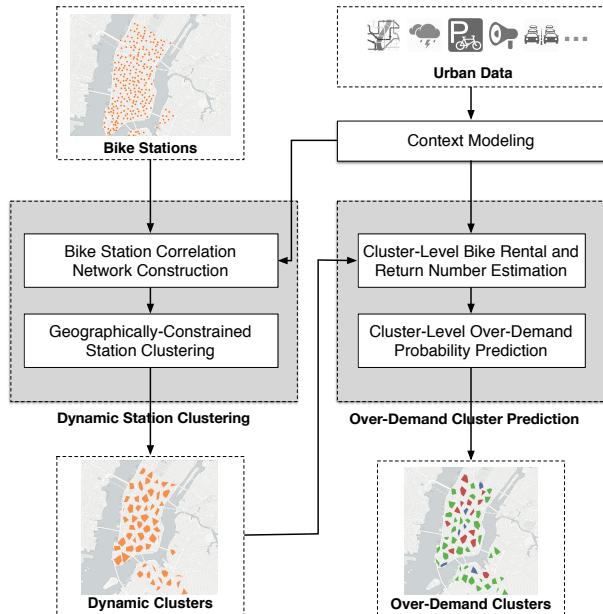 Urban Data
Bike Stations
Context Modeling
Bike Station Correlation
Network Construction
Geographically-Constrained
Station Clustering
Dynamic Station Clustering
Cluster-Level Bike Rental and
Return Number Estimation
Cluster-Level Over-Demand
Probability Prediction
Over-Demand Cluster Prediction
Dynamic Clusters
Over-Demand Clusters
P